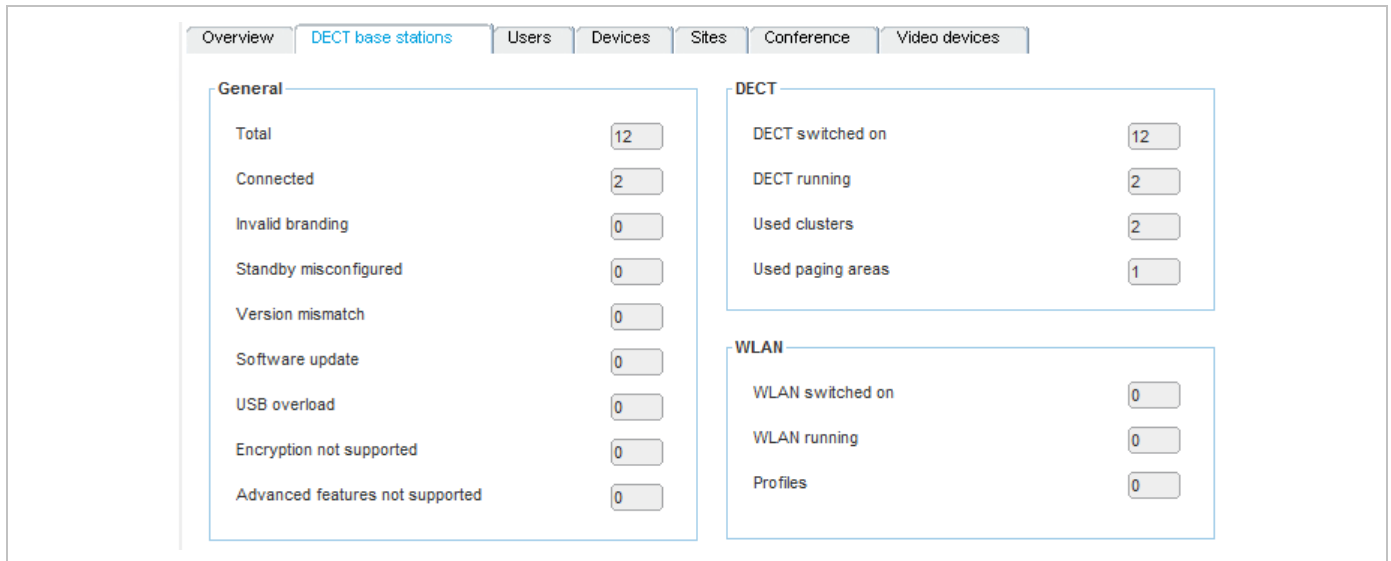 Overview DECT base stations Users Devices Sites Conference Video devices
General
Total 12
Connected 2
Invalid branding 0
Standby misconfigured 0
Version mismatch 0
Software update 0
USB overload 0
Encryption not supported 0
Advanced features not supported 0
DECT
DECT switched on 12
DECT running 2
Used clusters 2
Used paging areas 1
WLAN
WLAN switched on 0
WLAN running 0
Profiles 0